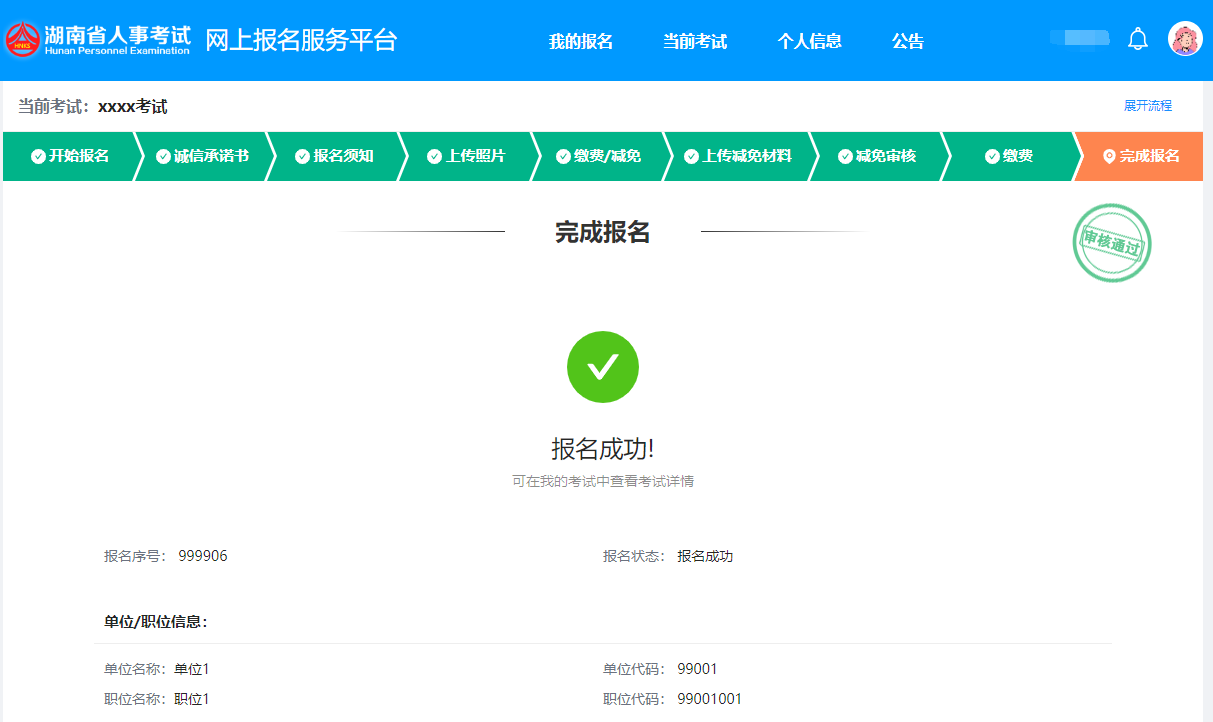 湖南省人事考试 网上报名服务平台 我的报名 当前考试 个人信息 公告
HNKS Hunan Personnel Examination
当前考试： xxxx考试 展开流程
开始报名 诚信承诺书 报名须知 上传照片 缴费/减免 上传减免材料 减免审核 缴费 完成报名
完成报名
审核通过
报名成功!
可在我的考试中查看考试详情
报名序号： 999906 报名状态： 报名成功
单位/职位信息：
单位名称： 单位1 单位代码： 99001
职位名称： 职位1 职位代码： 99001001